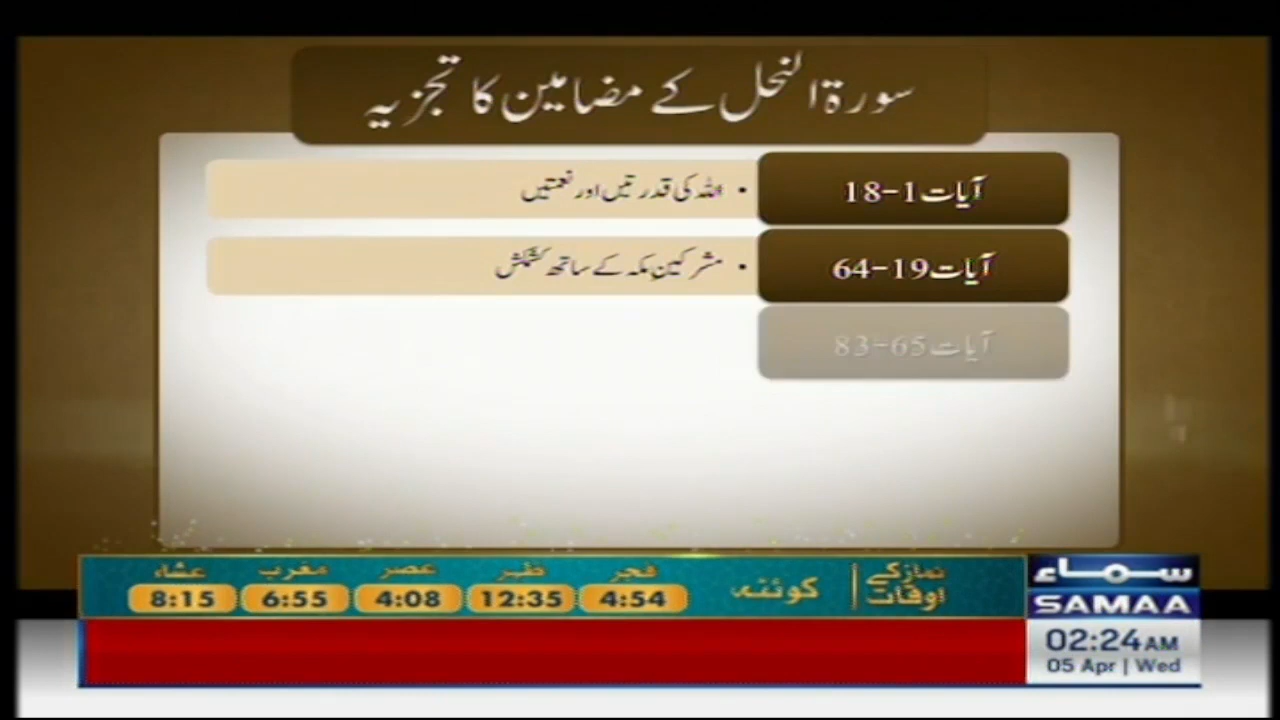 سورۃ النحل کے مضامین کا تجزیہ
آیات 1-18
• اللہ کی قدرتیں اور نعمتیں
آیات 19-64
• مشرکینِ مکہ کے ساتھ کشمکش
آیات 65-83
نماز کے اوقات
کوئٹہ
فجر 4:54
ظہر 12:35
عصر 4:08
مغرب 6:55
عشاء 8:15
سماء
SAMAA
02:24 AM
05 Apr | Wed